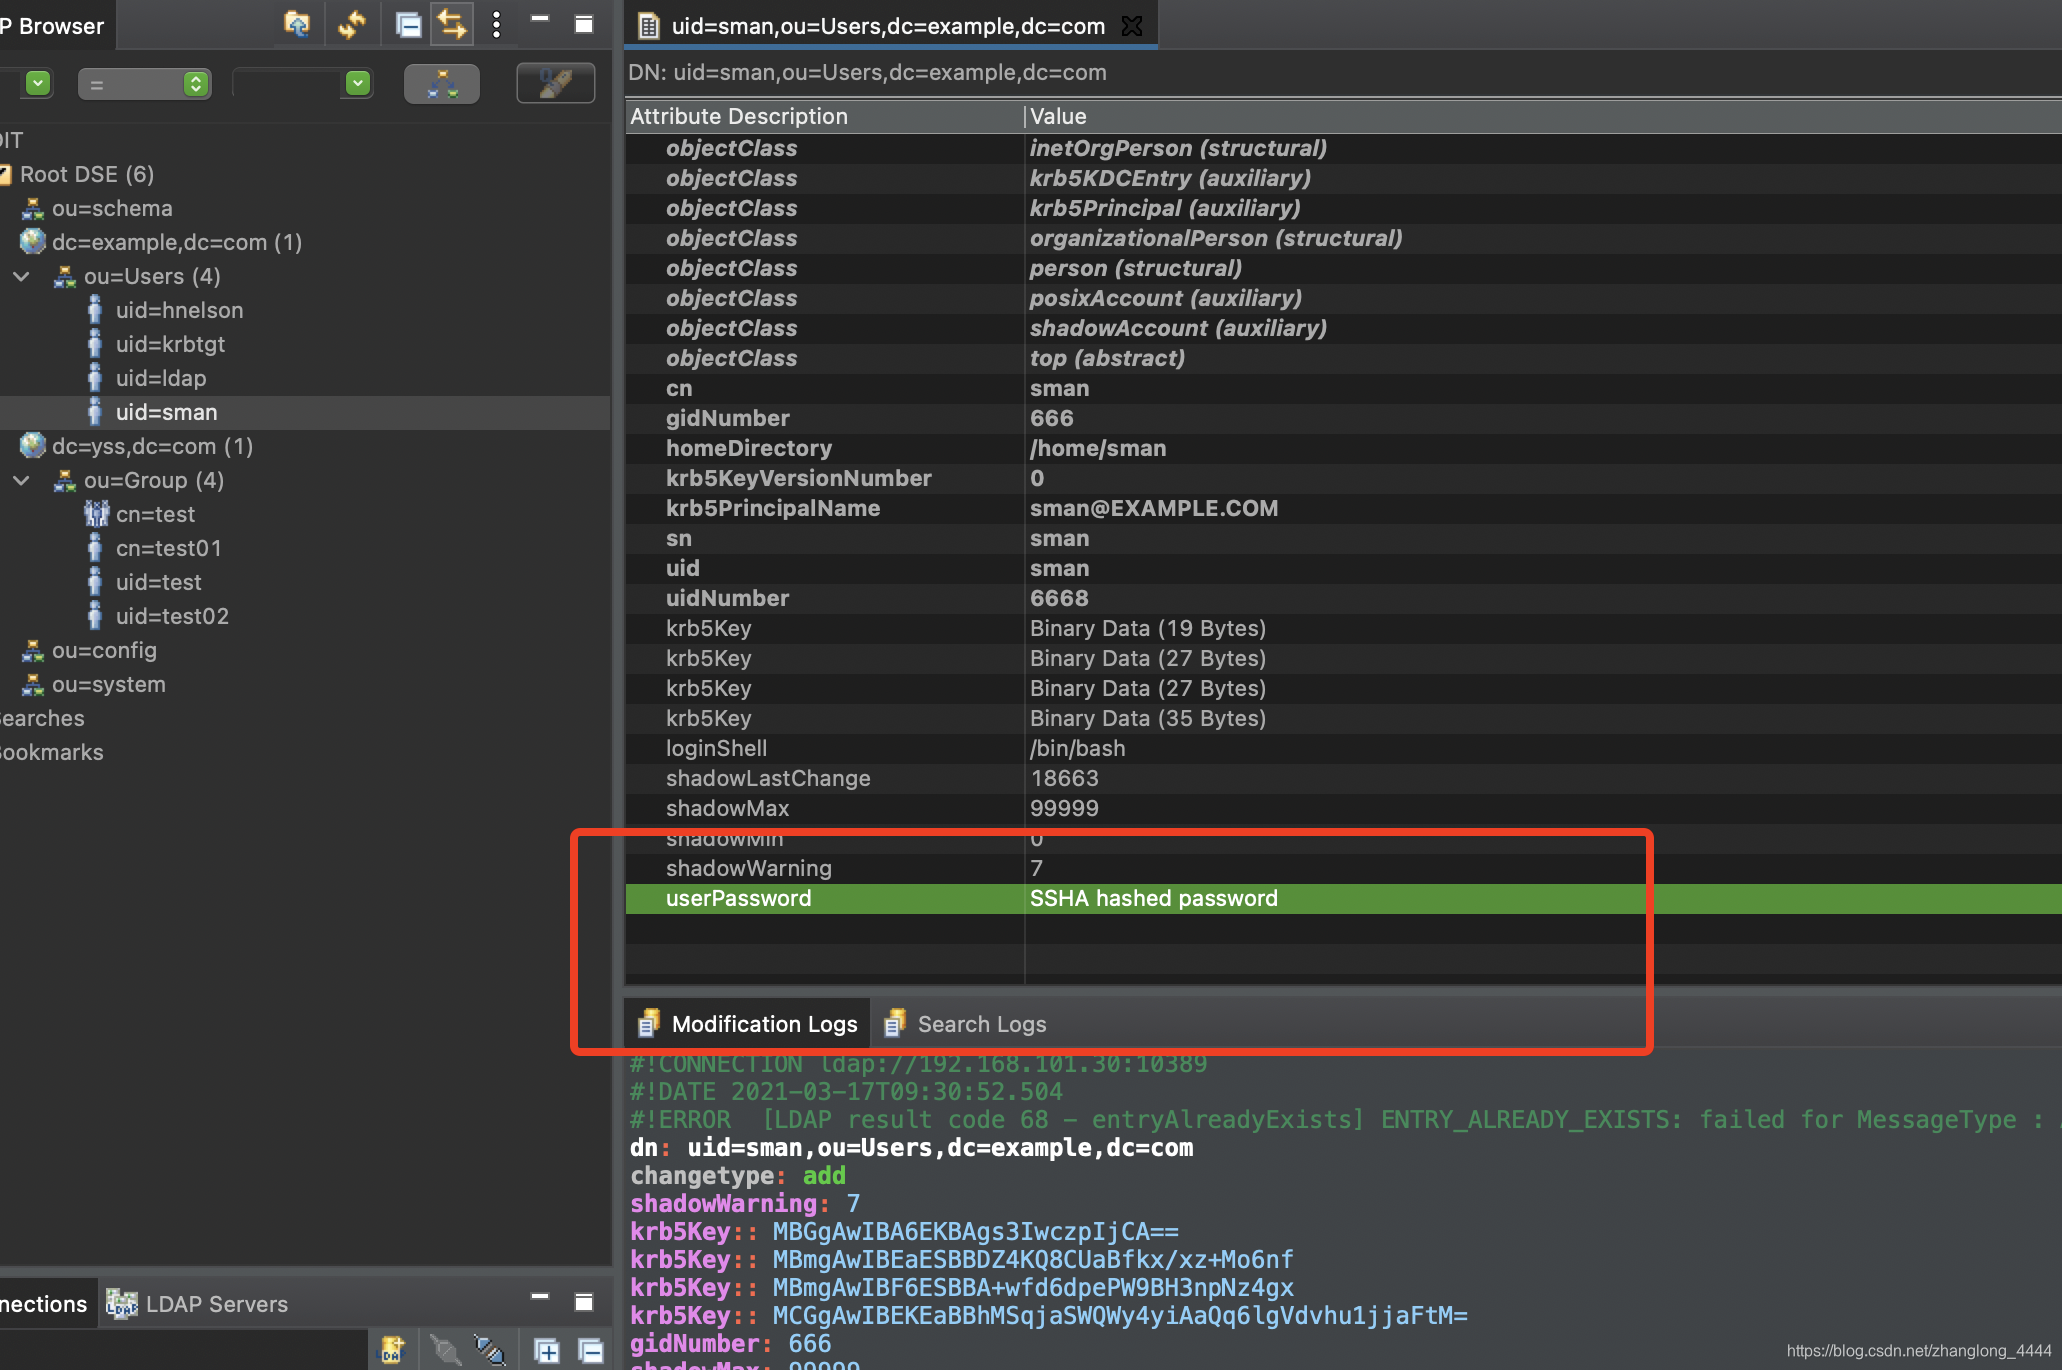 P Browser
=
DIT
Root DSE (6)
ou=schema
dc=example,dc=com (1)
ou=Users (4)
uid=hnelson
uid=krbtgt
uid=ldap
uid=sman
dc=yss,dc=com (1)
ou=Group (4)
cn=test
cn=test01
uid=test
uid=test02
ou=config
ou=system
Searches
Bookmarks
nections
LDAP Servers
uid=sman,ou=Users,dc=example,dc=com
DN: uid=sman,ou=Users,dc=example,dc=com
Attribute Description Value
objectClass inetOrgPerson (structural)
objectClass krb5KDCEntry (auxiliary)
objectClass krb5Principal (auxiliary)
objectClass organizationalPerson (structural)
objectClass person (structural)
objectClass posixAccount (auxiliary)
objectClass shadowAccount (auxiliary)
objectClass top (abstract)
cn sman
gidNumber 666
homeDirectory /home/sman
krb5KeyVersionNumber 0
krb5PrincipalName sman@EXAMPLE.COM
sn sman
uid sman
uidNumber 6668
krb5Key Binary Data (19 Bytes)
krb5Key Binary Data (27 Bytes)
krb5Key Binary Data (27 Bytes)
krb5Key Binary Data (35 Bytes)
loginShell /bin/bash
shadowLastChange 18663
shadowMax 99999
shadowMin 0
shadowWarning 7
userPassword SSHA hashed password
Modification Logs Search Logs
#!CONNECTION ldap://192.168.101.30:10389
#!DATE 2021-03-17T09:30:52.504
#!ERROR [LDAP result code 68 - entryAlreadyExists] ENTRY_ALREADY_EXISTS: failed for MessageType :
dn: uid=sman,ou=Users,dc=example,dc=com
changetype: add
shadowWarning: 7
krb5Key:: MBGgAwIBA6EKBAgs3IwczpIjCA==
krb5Key:: MBmgAwIBEaESBBDZ4KQ8CUaBfkx/xz+Mo6nf
krb5Key:: MBmgAwIBF6ESBBA+wfd6dpePW9BH3npNz4gx
krb5Key:: MCGgAwIBEKEaBBhMSqjaSWQWy4yiAaQq6lgVdvhu1jjaFtM=
gidNumber: 666
shadowMax: 99999
https://blog.csdn.net/zhanglong_4444